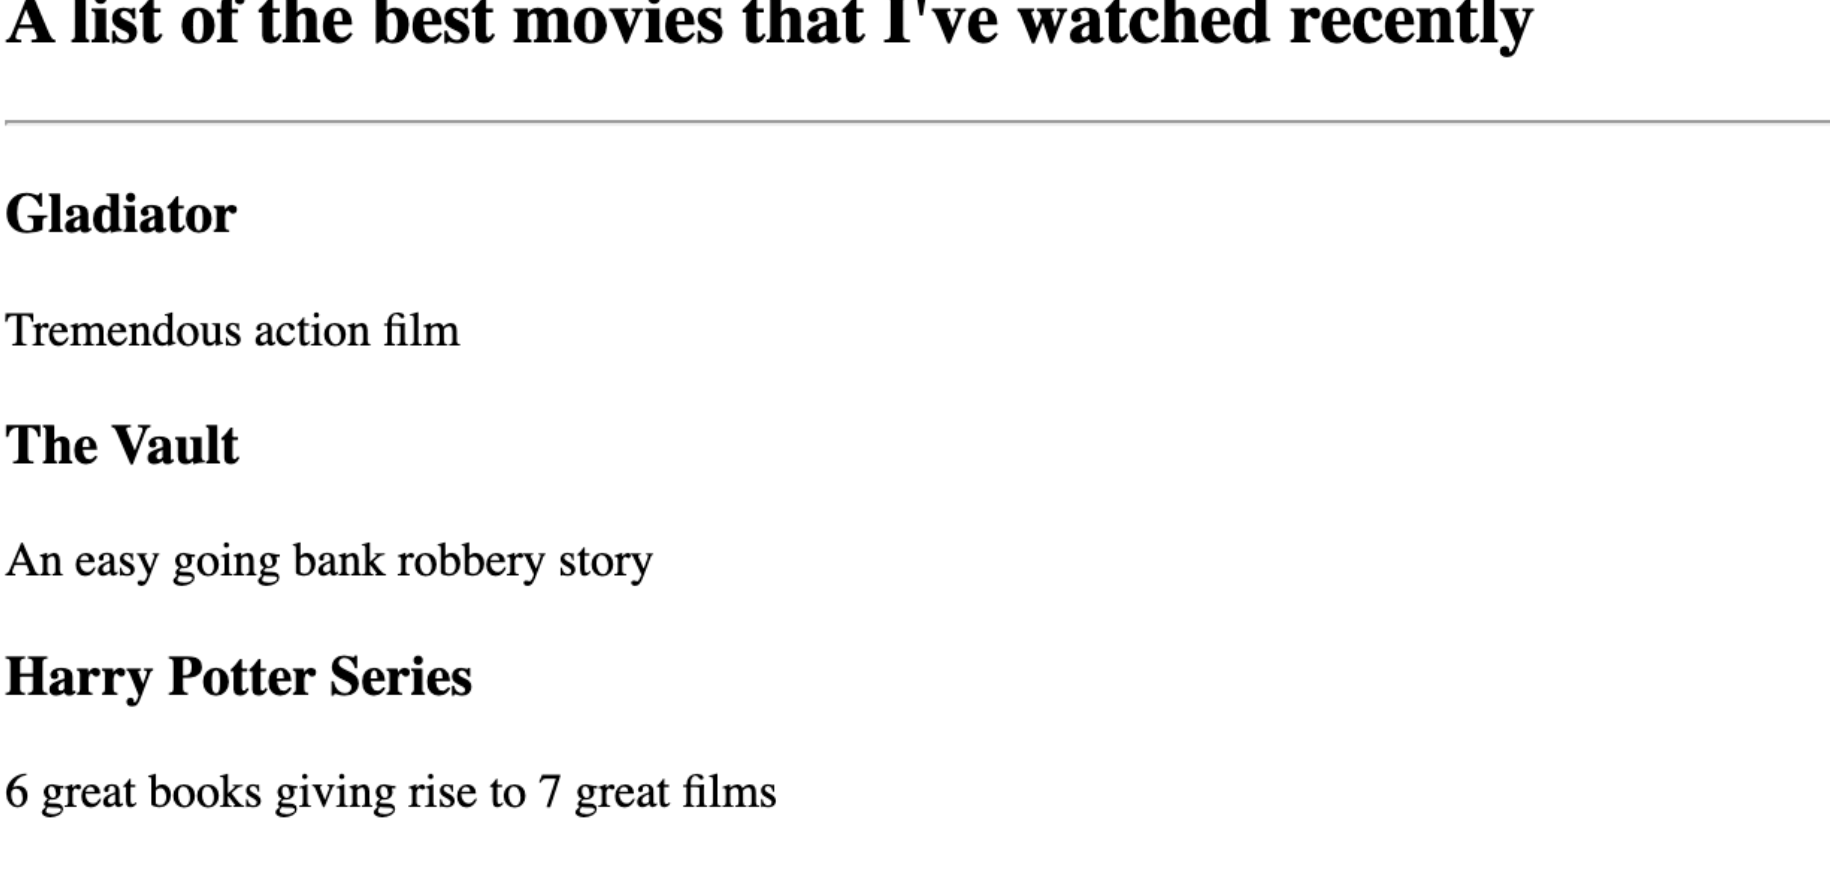 A list of the best movies that I've watched recently
Gladiator
Tremendous action film
The Vault
An easy going bank robbery story
Harry Potter Series
6 great books giving rise to 7 great films